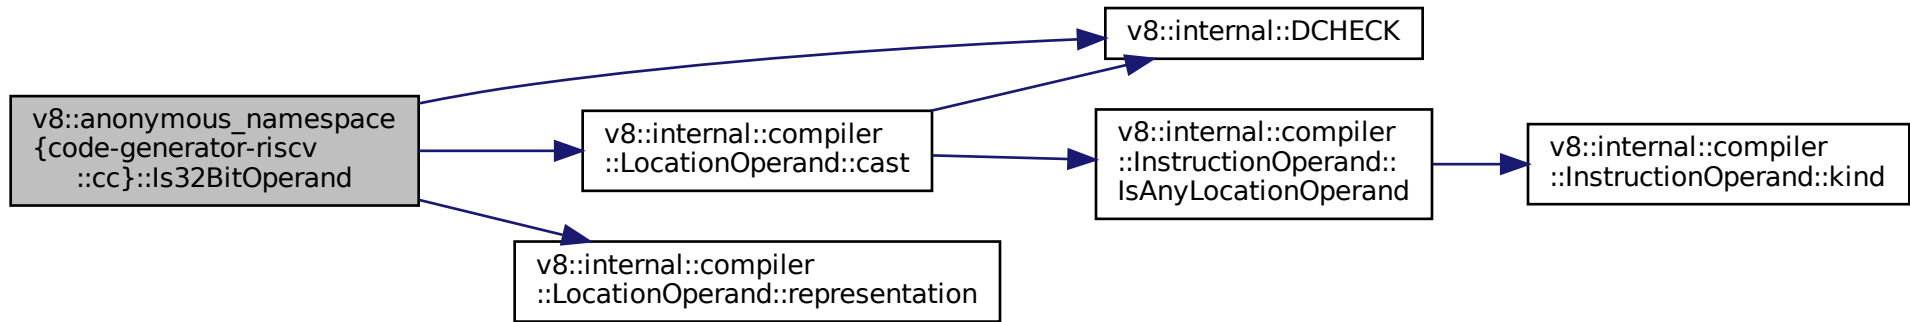 v8::anonymous_namespace
{code-generator-riscv
::cc}::Is32BitOperand
v8::internal::DCHECK
v8::internal::compiler
::LocationOperand::cast
v8::internal::compiler
::InstructionOperand::
IsAnyLocationOperand
v8::internal::compiler
::InstructionOperand::kind
v8::internal::compiler
::LocationOperand::representation